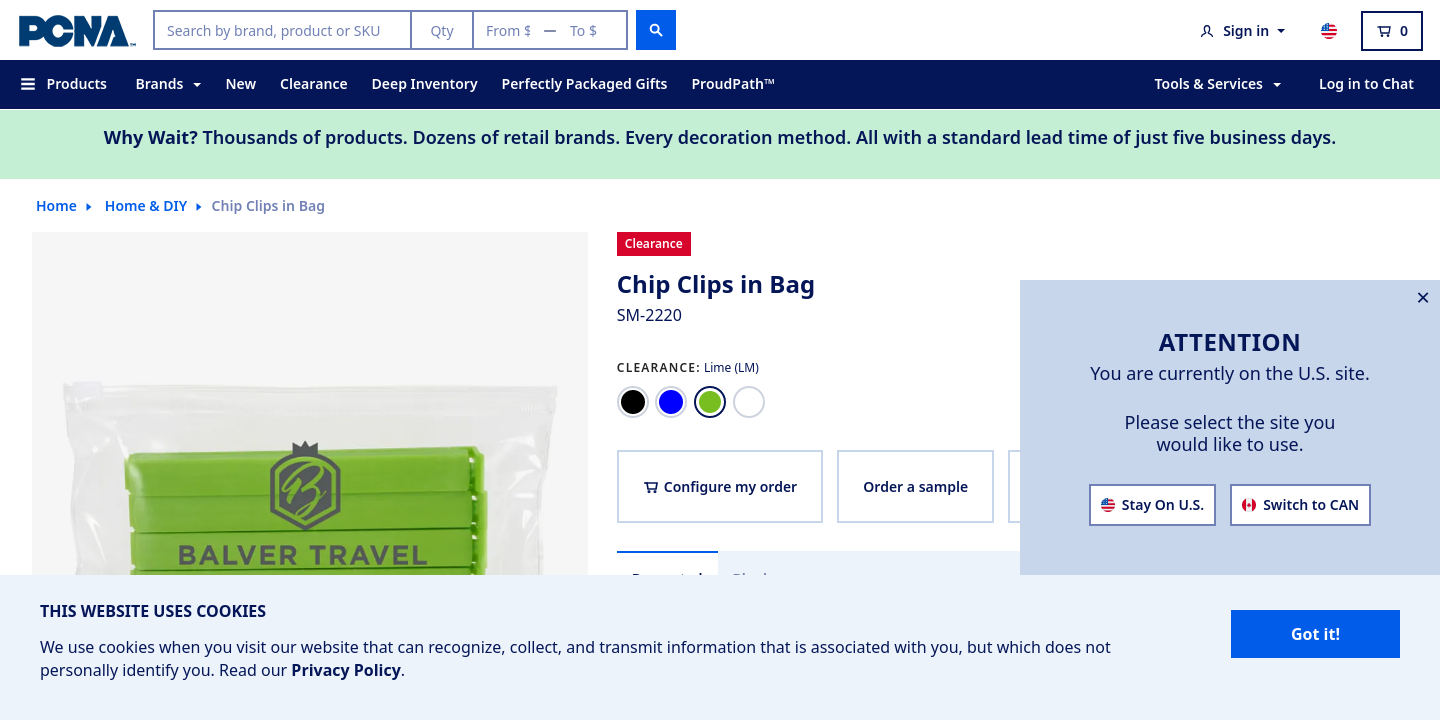 PCNA™
Search by brand, product or SKU
Qty
From $
To $
Sign in
0
Products
Brands
New
Clearance
Deep Inventory
Perfectly Packaged Gifts
ProudPath™
Tools & Services
Log in to Chat
Why Wait? Thousands of products. Dozens of retail brands. Every decoration method. All with a standard lead time of just five business days.
Home
Home & DIY
Chip Clips in Bag
Clearance
Chip Clips in Bag
SM-2220
CLEARANCE: Lime (LM)
Configure my order
Order a sample
BALVER TRAVEL
ATTENTION
You are currently on the U.S. site.
Please select the site you
would like to use.
Stay On U.S.
Switch to CAN
THIS WEBSITE USES COOKIES
We use cookies when you visit our website that can recognize, collect, and transmit information that is associated with you, but which does not
personally identify you. Read our Privacy Policy.
Got it!